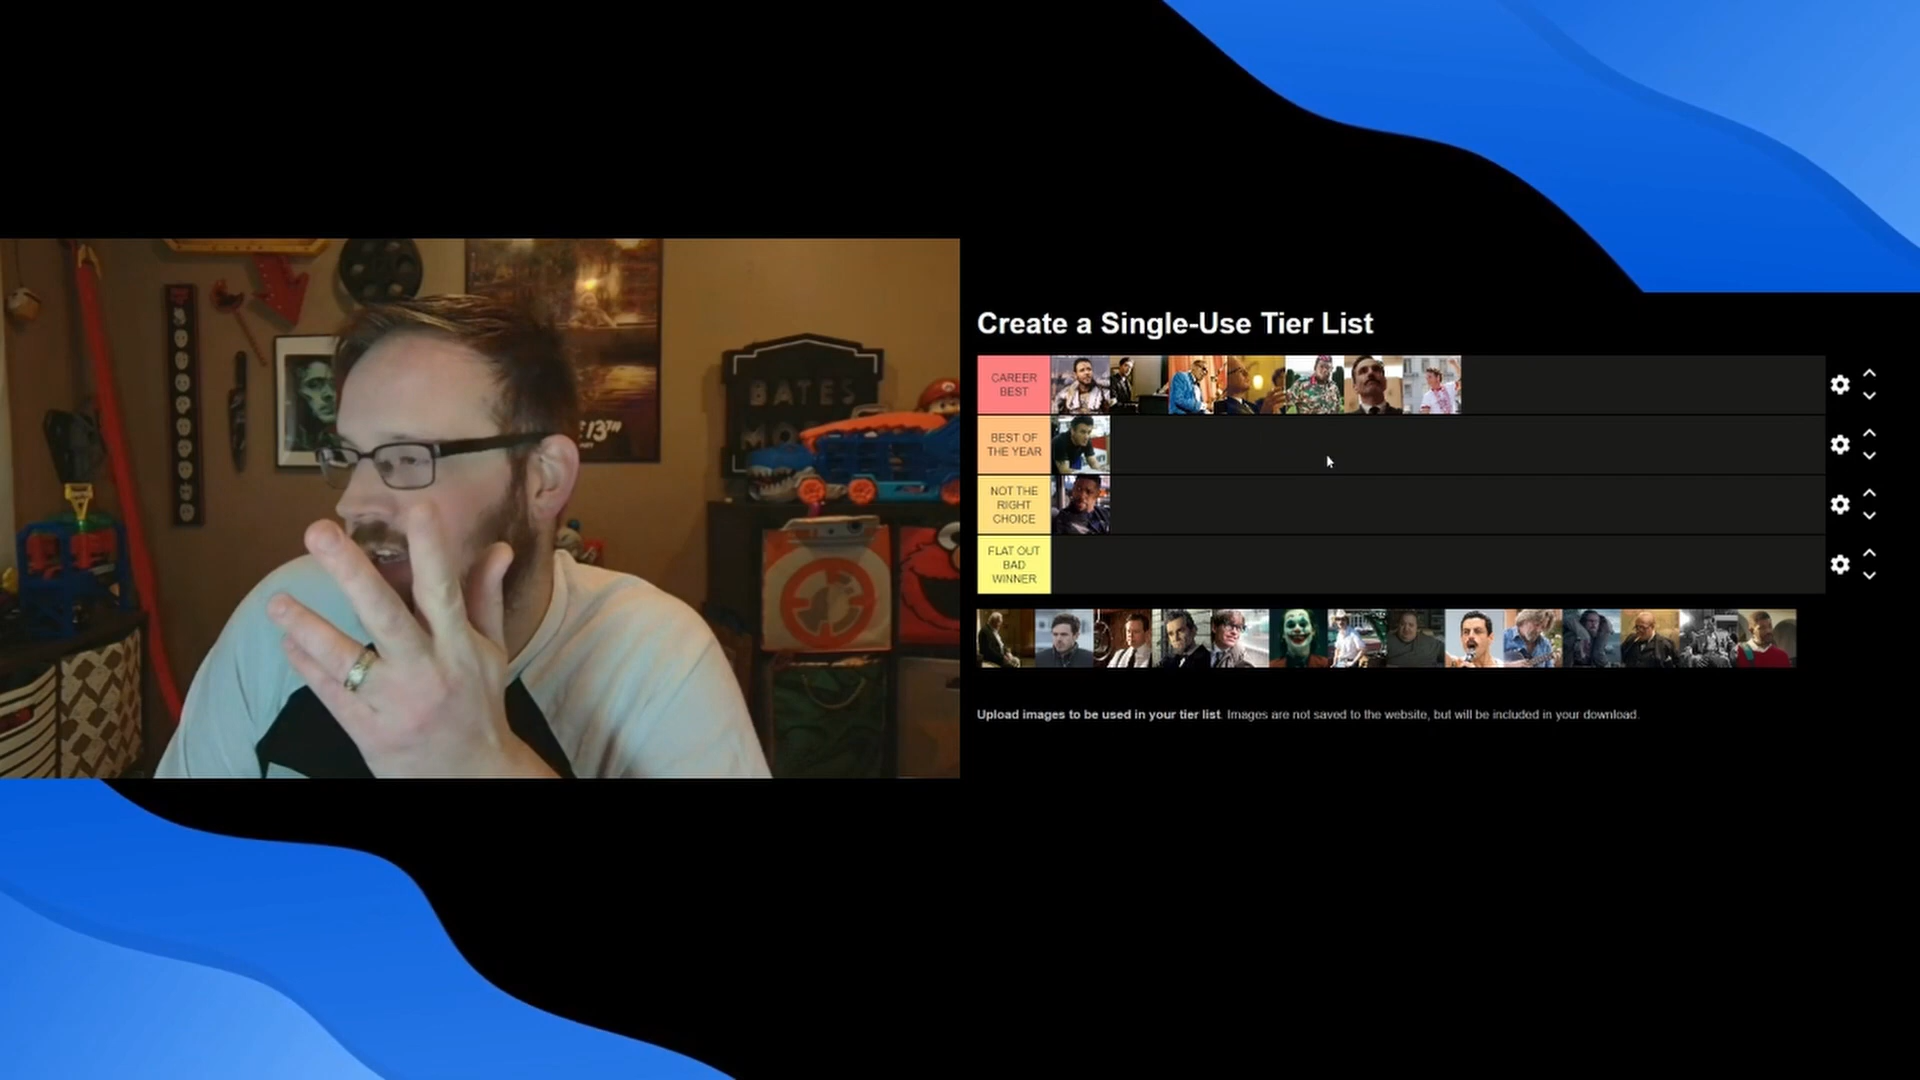 BATES
MO
E 13TH
Create a Single-Use Tier List
CAREER
BEST
BEST OF
THE YEAR
NOT THE
RIGHT
CHOICE
FLAT OUT
BAD
WINNER
Upload images to be used in your tier list. Images are not saved to the website, but will be included in your download.